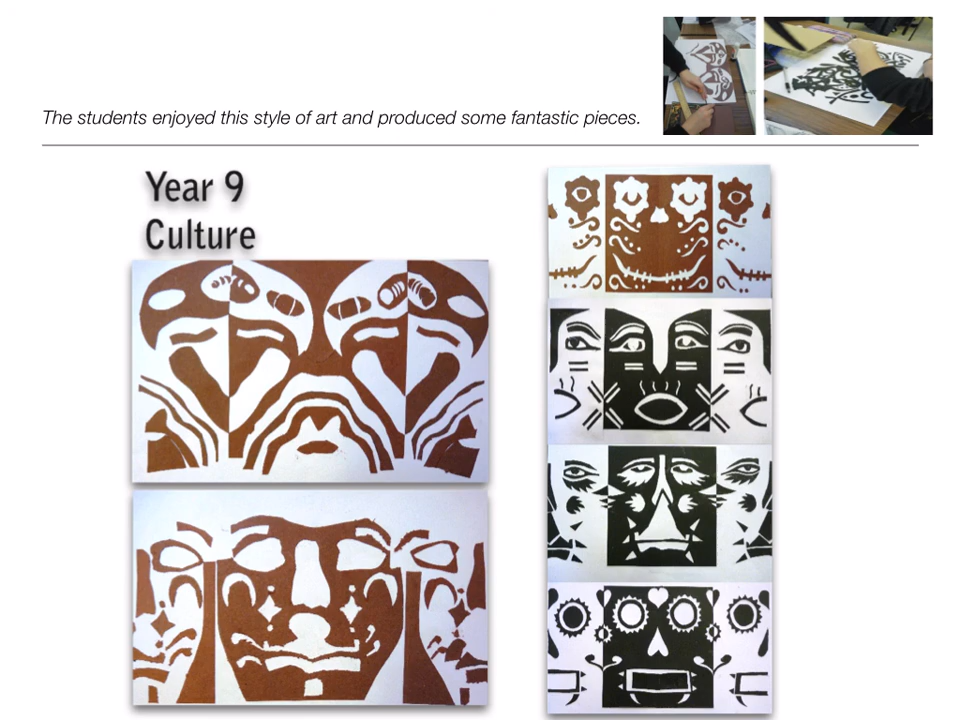 The students enjoyed this style of art and produced some fantastic pieces.
Year 9
Culture